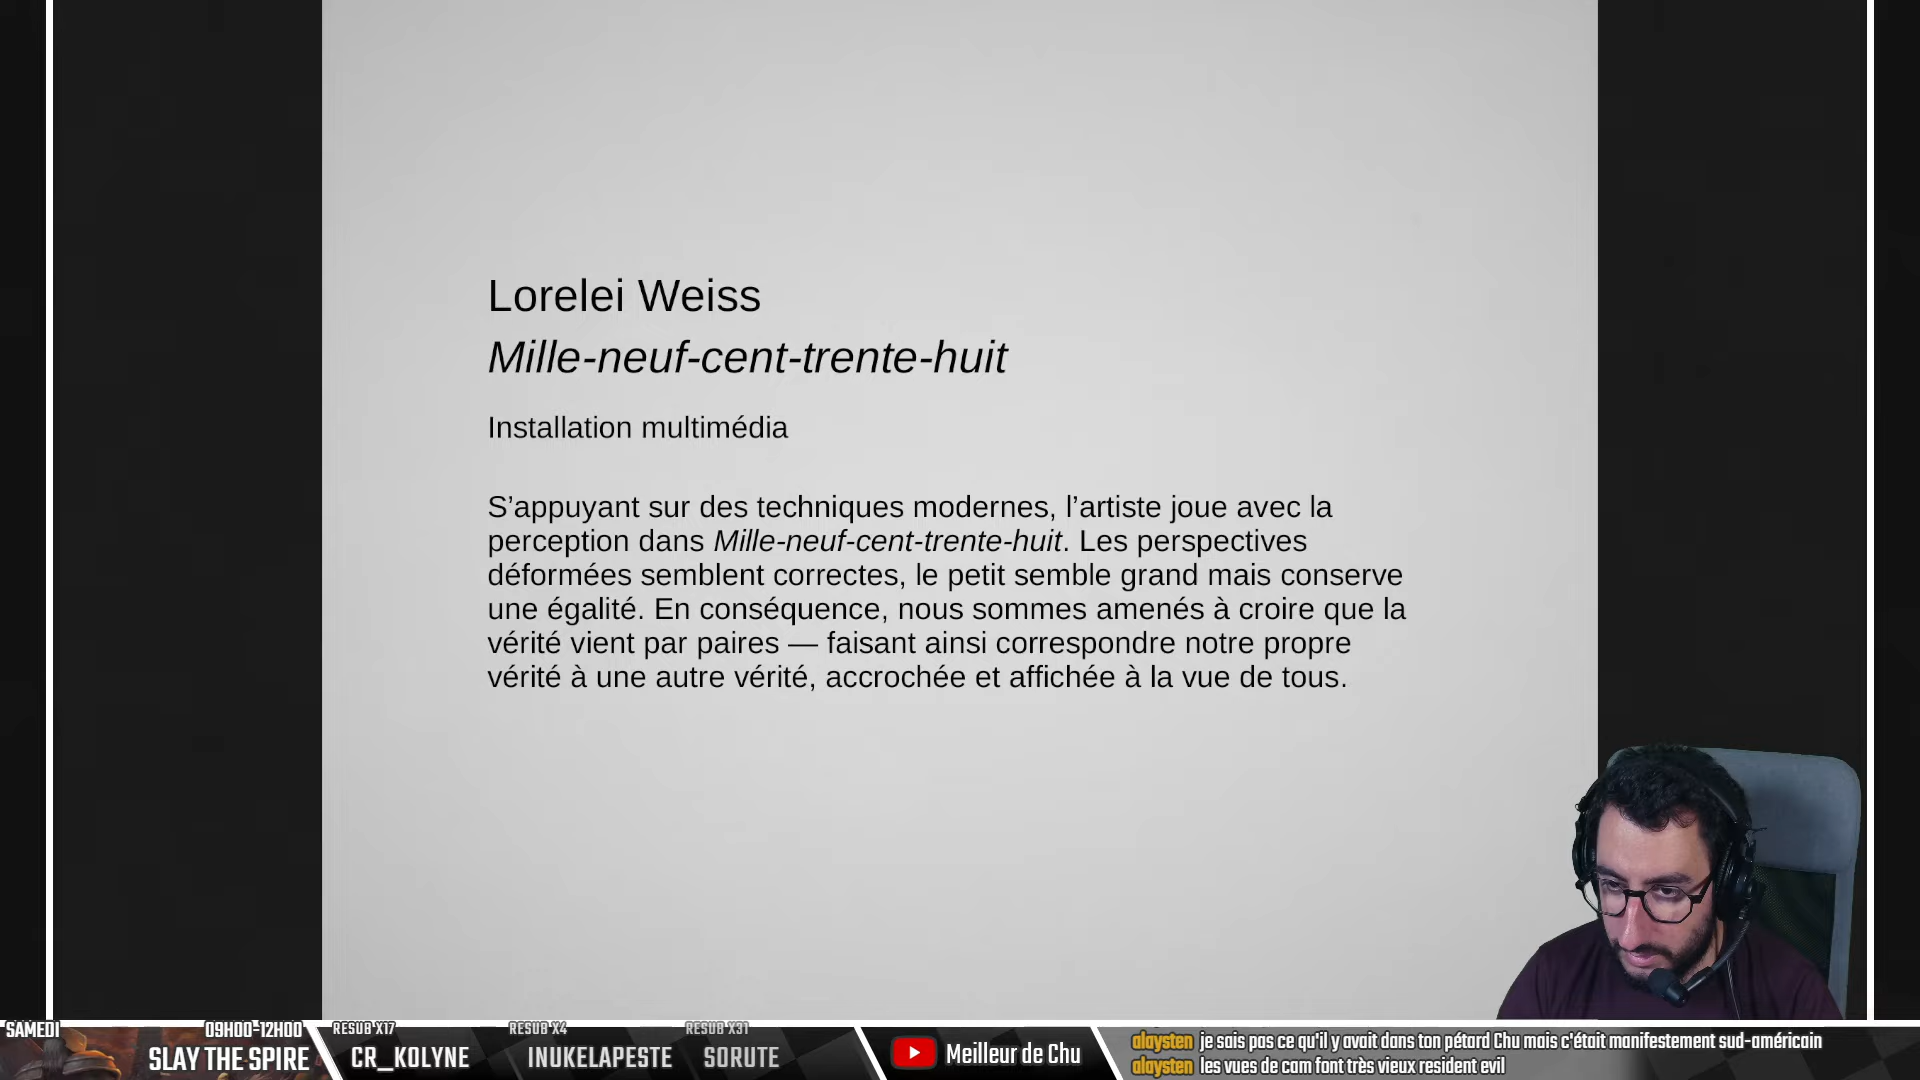 Lorelei Weiss
Mille-neuf-cent-trente-huit
Installation multimédia
S’appuyant sur des techniques modernes, l’artiste joue avec la
perception dans Mille-neuf-cent-trente-huit. Les perspectives
déformées semblent correctes, le petit semble grand mais conserve
une égalité. En conséquence, nous sommes amenés à croire que la
vérité vient par paires — faisant ainsi correspondre notre propre
vérité à une autre vérité, accrochée et affichée à la vue de tous.
SAMEDI
09H00-12H00
SLAY THE SPIRE
RESUB X17
CR_KOLYNE
RESUB X4
INUKELAPESTE
RESUB X31
SORUTE
Meilleur de Chu
alaysten je sais pas ce qu'il y avait dans ton pétard Chu mais c'était manifestement sud-américain
alaysten les vues de cam font très vieux resident evil